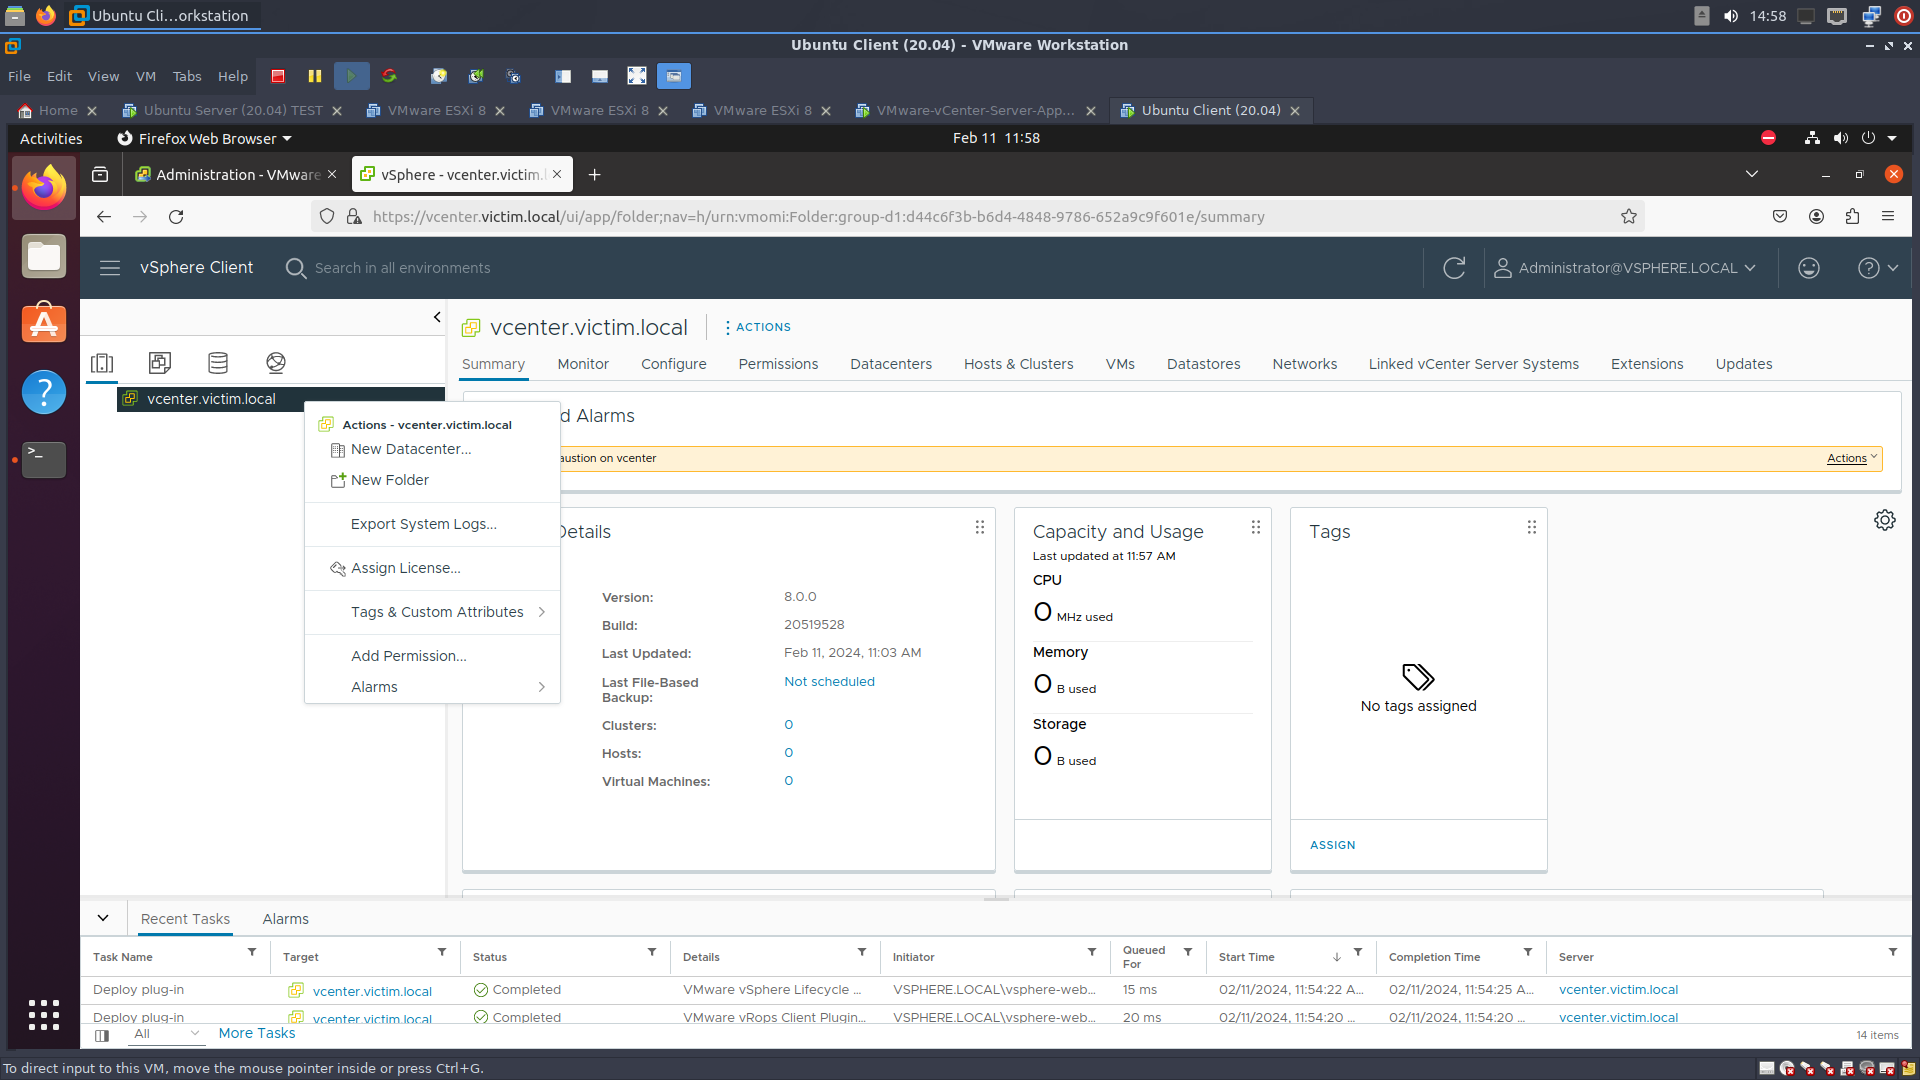 Ubuntu Cli...orkstation
14:58
Ubuntu Client (20.04) - VMware Workstation
File Edit View VM Tabs Help
Home
Ubuntu Server (20.04) TEST
VMware ESXi 8
VMware ESXi 8
VMware ESXi 8
VMware-vCenter-Server-App...
Ubuntu Client (20.04)
Activities
Firefox Web Browser
Feb 11 11:58
Administration - VMware
vSphere - vcenter.victim.l
https://vcenter.victim.local/ui/app/folder;nav=h/urn:vmomi:Folder:group-d1:d44c6f3b-b6d4-4848-9786-652a9c9f601e/summary
vSphere Client
Search in all environments
Administrator@VSPHERE.LOCAL
vcenter.victim.local
ACTIONS
Summary Monitor Configure Permissions Datacenters Hosts & Clusters VMs Datastores Networks Linked vCenter Server Systems Extensions Updates
vcenter.victim.local
Actions - vcenter.victim.local
New Datacenter...
New Folder
Export System Logs...
Assign License...
Tags & Custom Attributes
Add Permission...
Alarms
d Alarms
austion on vcenter
Actions
Details
Version: 8.0.0
Build: 20519528
Last Updated: Feb 11, 2024, 11:03 AM
Last File-Based Backup: Not scheduled
Clusters: 0
Hosts: 0
Virtual Machines: 0
Capacity and Usage
Last updated at 11:57 AM
CPU
0 MHz used
Memory
0 B used
Storage
0 B used
Tags
No tags assigned
ASSIGN
Recent Tasks Alarms
Task Name Target Status Details Initiator Queued For Start Time Completion Time Server
Deploy plug-in vcenter.victim.local Completed VMware vSphere Lifecycle ... VSPHERE.LOCAL\vsphere-web... 15 ms 02/11/2024, 11:54:22 A... 02/11/2024, 11:54:25 A... vcenter.victim.local
Deploy plug-in vcenter.victim.local Completed VMware vRops Client Plugin... VSPHERE.LOCAL\vsphere-web... 20 ms 02/11/2024, 11:54:20 ... 02/11/2024, 11:54:20 ... vcenter.victim.local
All
More Tasks
14 items
To direct input to this VM, move the mouse pointer inside or press Ctrl+G.